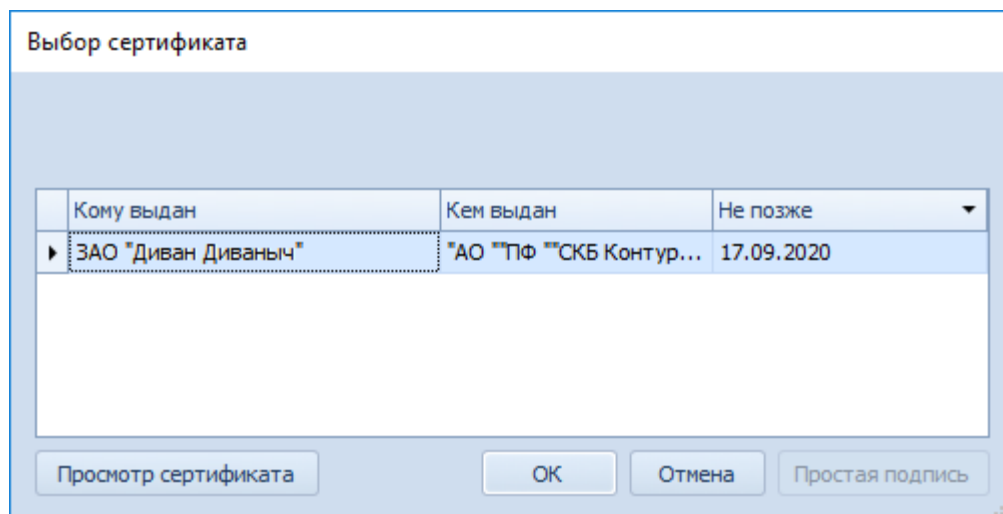 Выбор сертификата
Кому выдан Кем выдан Не позже
ЗАО "Диван Диваныч" "АО ""ПФ ""СКБ Контур... 17.09.2020
Просмотр сертификата ОК Отмена Простая подпись